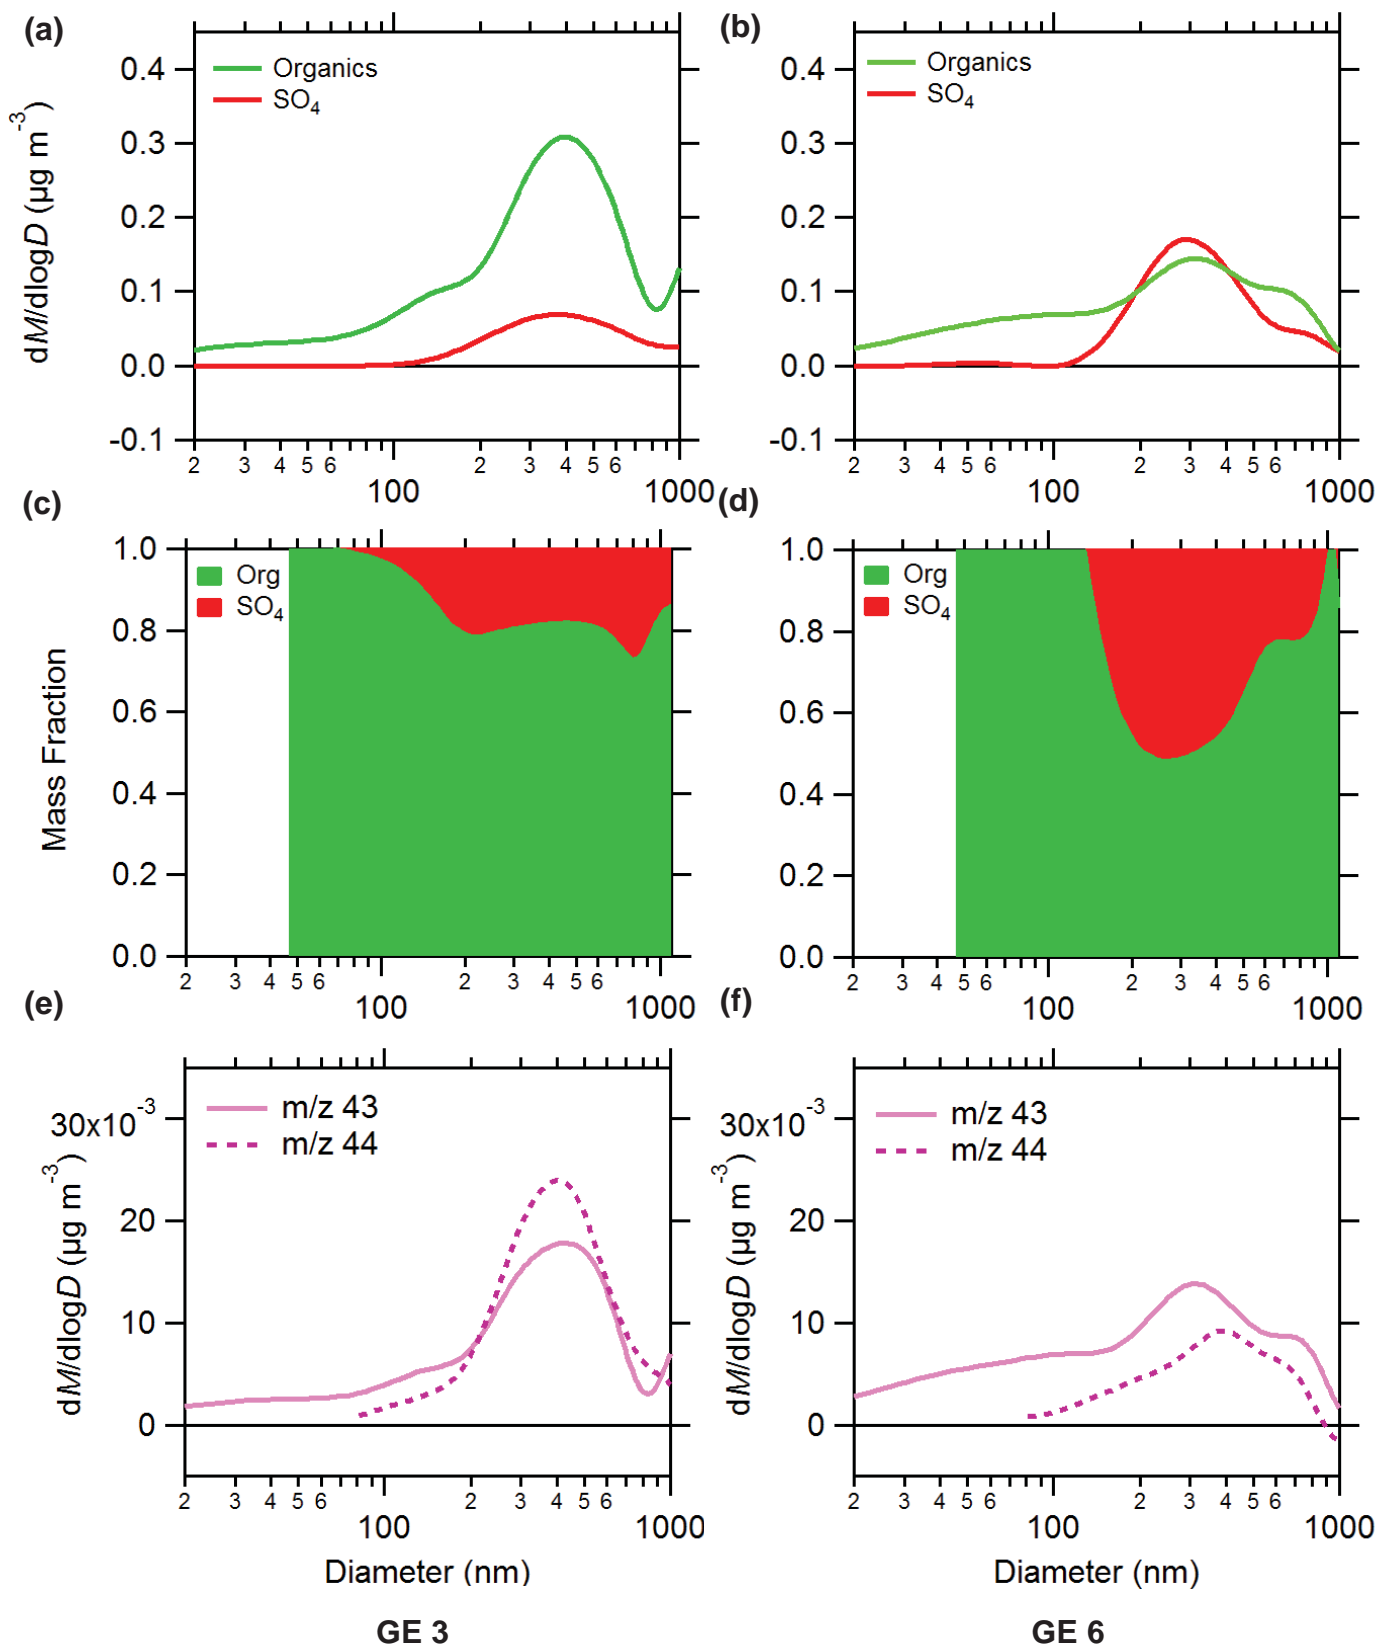 (a)
dM/dlogD (µg m-3)
0.4
0.3
0.2
0.1
0.0
-0.1
Organics
SO4
2 3 4 5 6 100 2 3 4 5 6 1000
(b)
0.4
0.3
0.2
0.1
0.0
-0.1
Organics
SO4
2 3 4 5 6 100 2 3 4 5 6 1000
(c)
Mass Fraction
1.0
0.8
0.6
0.4
0.2
0.0
Org
SO4
2 3 4 5 6 100 2 3 4 5 6 1000
(d)
1.0
0.8
0.6
0.4
0.2
0.0
Org
SO4
2 3 4 5 6 100 2 3 4 5 6 1000
(e)
dM/dlogD (µg m-3)
30x10-3
20
10
0
m/z 43
m/z 44
2 3 4 5 6 100 2 3 4 5 6 1000
Diameter (nm)
GE 3
(f)
dM/dlogD (µg m-3)
30x10-3
20
10
0
m/z 43
m/z 44
2 3 4 5 6 100 2 3 4 5 6 1000
Diameter (nm)
GE 6